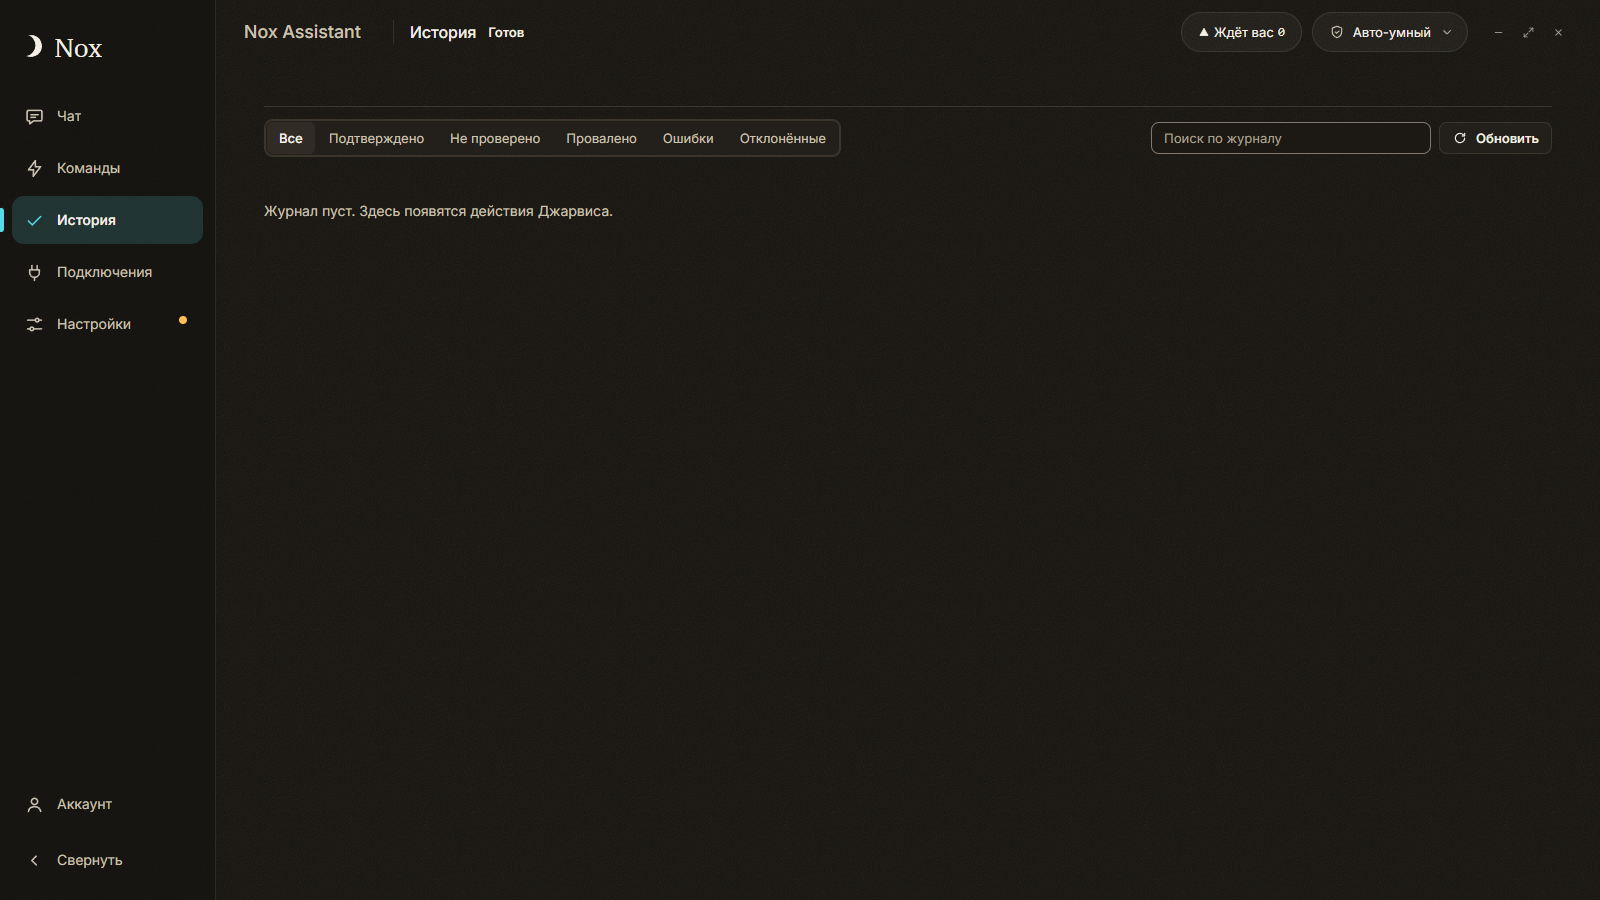 Nox
Чат
Команды
История
Подключения
Настройки
Аккаунт
Свернуть
Nox Assistant История Готов
Ждёт вас 0 Авто-умный
Все Подтверждено Не проверено Провалено Ошибки Отклонённые
Поиск по журналу Обновить
Журнал пуст. Здесь появятся действия Джарвиса.